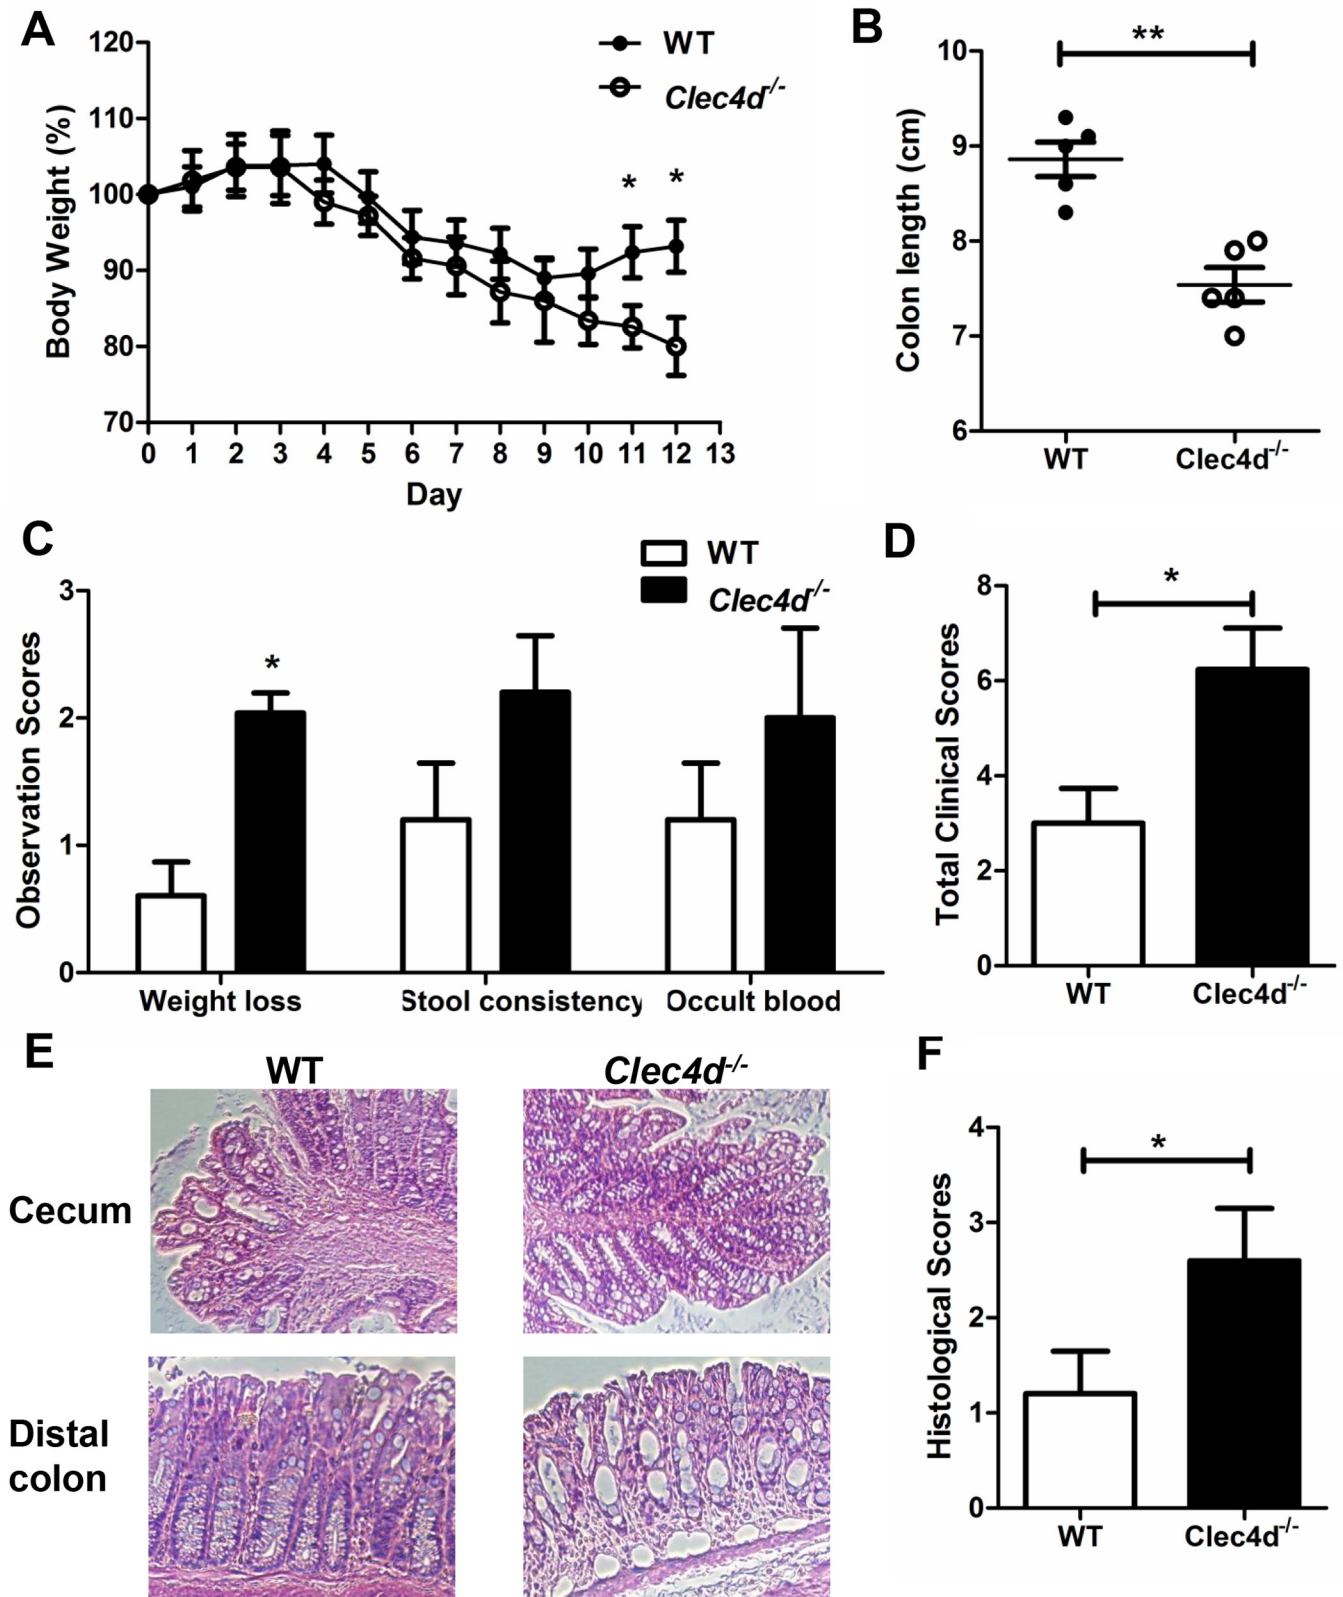 A
120
110
100
90
80
70
Body Weight (%)
0 1 2 3 4 5 6 7 8 9 10 11 12 13
Day
WT
Clec4d-/-
* *
B
10
9
8
7
6
Colon length (cm)
**
WT Clec4d-/-
C
3
2
1
0
Observation Scores
WT
Clec4d-/-
*
Weight loss Stool consistency Occult blood
D
8
6
4
2
0
Total Clinical Scores
*
WT Clec4d-/-
E
WT Clec4d-/-
Cecum
Distal
colon
F
4
3
2
1
0
Histological Scores
*
WT Clec4d-/-